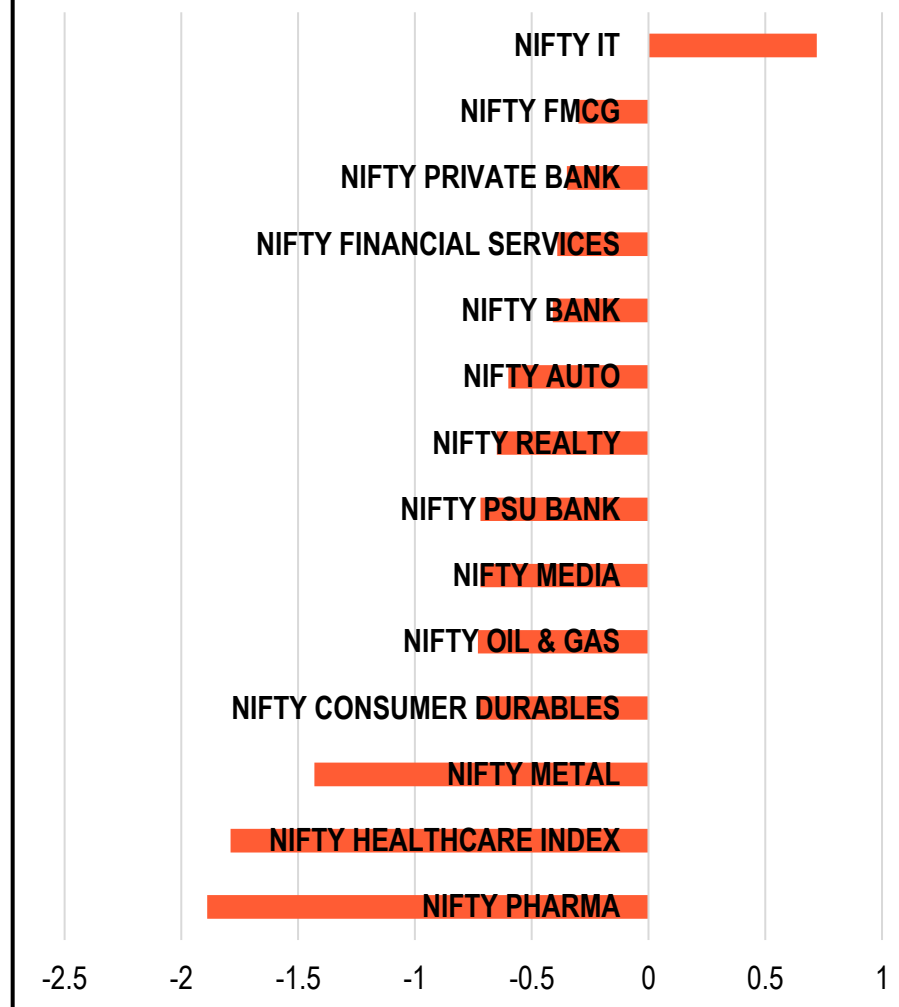 NIFTY IT
NIFTY FMCG
NIFTY PRIVATE BANK
NIFTY FINANCIAL SERVICES
NIFTY BANK
NIFTY AUTO
NIFTY REALTY
NIFTY PSU BANK
NIFTY MEDIA
NIFTY OIL & GAS
NIFTY CONSUMER DURABLES
NIFTY METAL
NIFTY HEALTHCARE INDEX
NIFTY PHARMA
-2.5 -2 -1.5 -1 -0.5 0 0.5 1